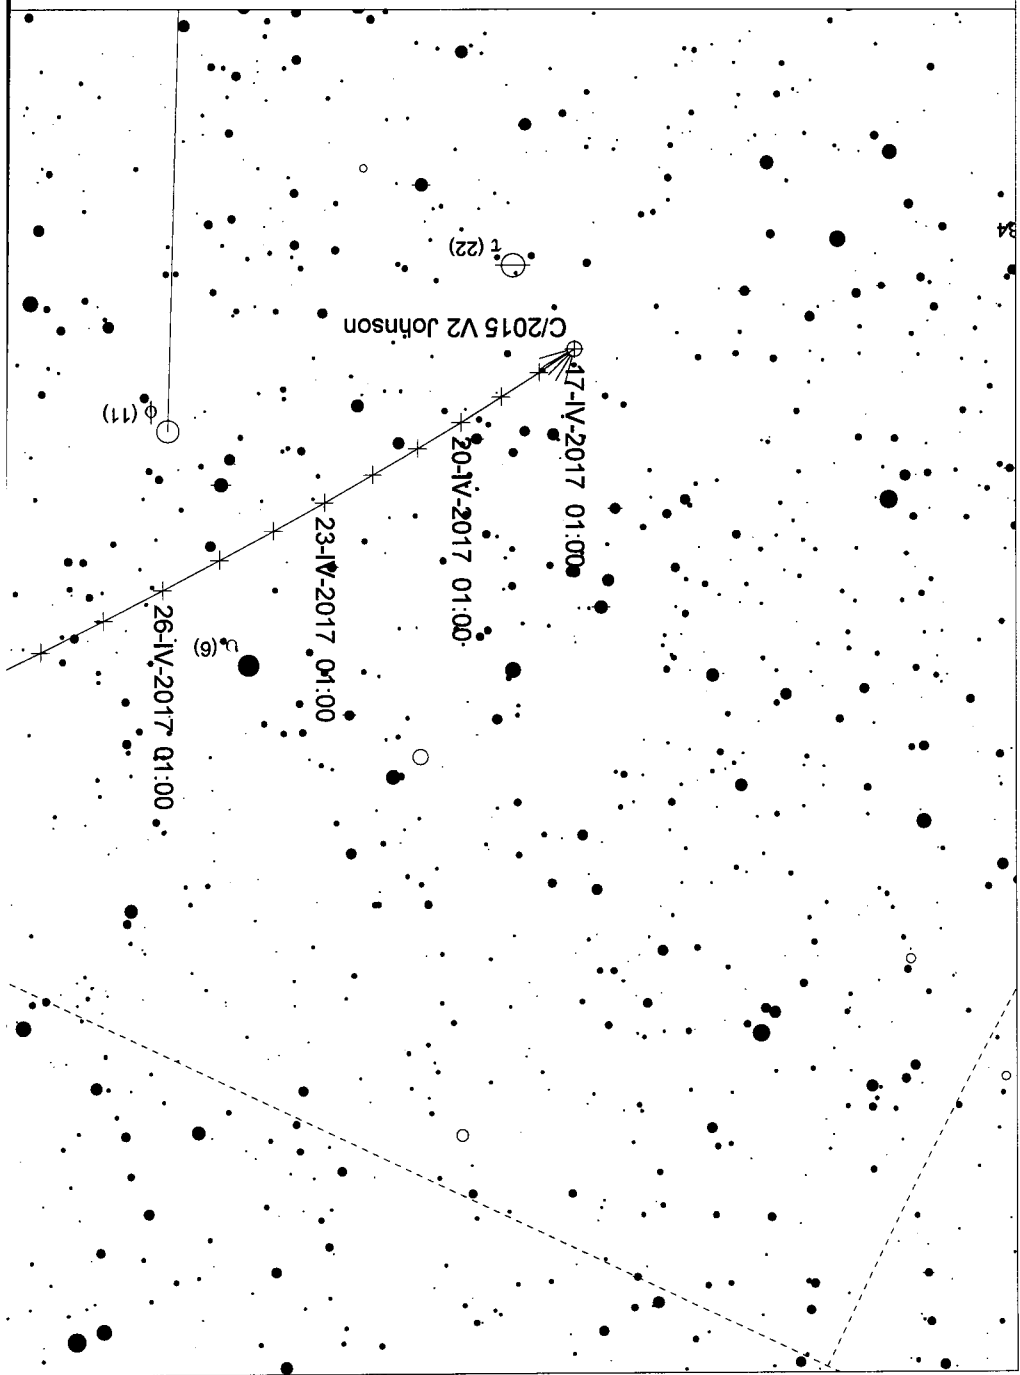 τ (22)
C/2015 V2 Johnson
17-IV-2017 01:00
φ (11)
20-IV-2017 01:00
23-IV-2017 01:00
26-IV-2017 01:00
υ (6)